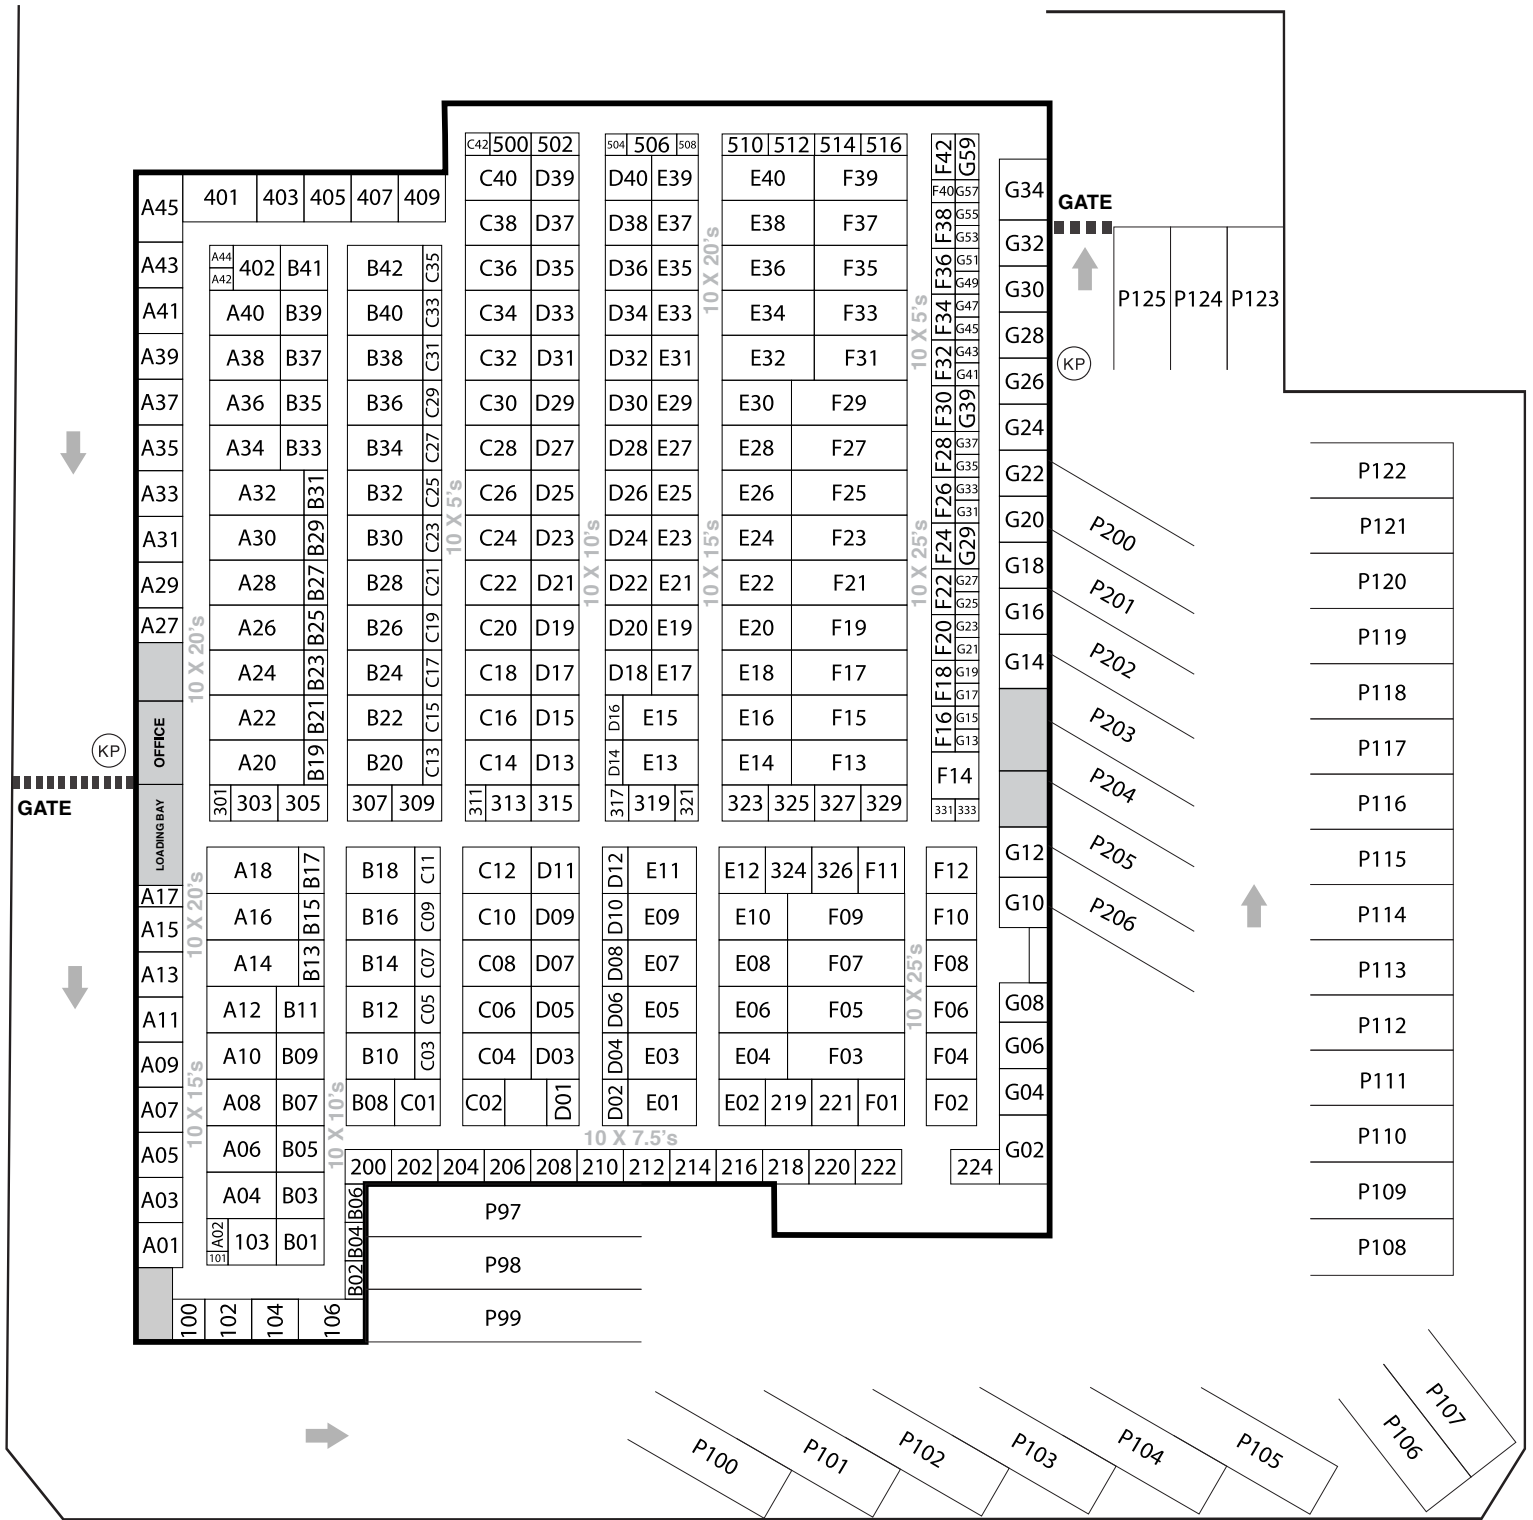 C42 500 502 504 506 508 510 512 514 516 F42 G59
A45 401 403 405 407 409 C40 D39 D40 E39 E40 F39 F40 G57 G34 GATE
C38 D37 D38 E37 E38 F37 F38 G55 G53 G32
A43 A44 A42 402 B41 B42 C35 C36 D35 D36 E35 10 X 20's E36 F35 F36 G51 G49 G30
A41 A40 B39 B40 C33 C34 D33 D34 E33 E34 F33 10 X 5's F34 G47 G45 G28 P125 P124 P123
A39 A38 B37 B38 C31 C32 D31 D32 E31 E32 F31 F32 G43 G41 G26 KP
A37 A36 B35 B36 C29 C30 D29 D30 E29 E30 F29 F30 G39 G24
A35 A34 B33 B34 C27 C28 D27 D28 E27 E28 F27 F28 G37 G35 G22 P122
A33 A32 B31 B32 C25 10 X 5's C26 D25 D26 E25 E26 F25 F26 G33 G31 G20 P200 P121
A31 A30 B29 B30 C23 C24 D23 10 X 10's D24 E23 10 X 15's E24 F23 10 X 25's F24 G29 G18
A29 A28 B27 B28 C21 C22 D21 D22 E21 E22 F21 F22 G27 G25 G16 P201 P120
A27 10 X 20's A26 B25 B26 C19 C20 D19 D20 E19 E20 F19 F20 G23 G21 P119
A24 B23 B24 C17 C18 D17 D18 E17 E18 F17 F18 G19 G17 G14 P202 P118
OFFICE A22 B21 B22 C15 C16 D15 D16 E15 E16 F15 F16 G15 G13 P203 P117
KP A20 B19 B20 C13 C14 D13 D14 E13 E14 F13 F14 P204
GATE 301 303 305 307 309 311 313 315 317 319 321 323 325 327 329 331 333 P116
LOADING BAY
A18 B17 B18 C11 C12 D11 D12 E11 E12 324 326 F11 F12 G12 P205 P115
A17 A15 10 X 20's A16 B15 B16 C09 C10 D09 D10 E09 E10 F09 F10 G10 P206 P114
A13 A14 B13 B14 C07 C08 D07 D08 E07 E08 F07 10 X 25's F08 P113
A11 A12 B11 B12 C05 C06 D05 D06 E05 E06 F05 F06 G08 P112
A09 A10 B09 B10 C03 C04 D03 D04 E03 E04 F03 F04 G06
A07 10 X 15's A08 B07 10 X 10's B08 C01 C02 D01 D02 E01 E02 219 221 F01 F02 G04 P111
A05 A06 B05 10 X 7.5's G02 P110
200 202 204 206 208 210 212 214 216 218 220 222 224
A03 A04 B03 B06 P97 P109
A01 A02 101 103 B01 B04 P108
B02 P98
100 102 104 106 P99
P100 P101 P102 P103 P104 P105 P106 P107